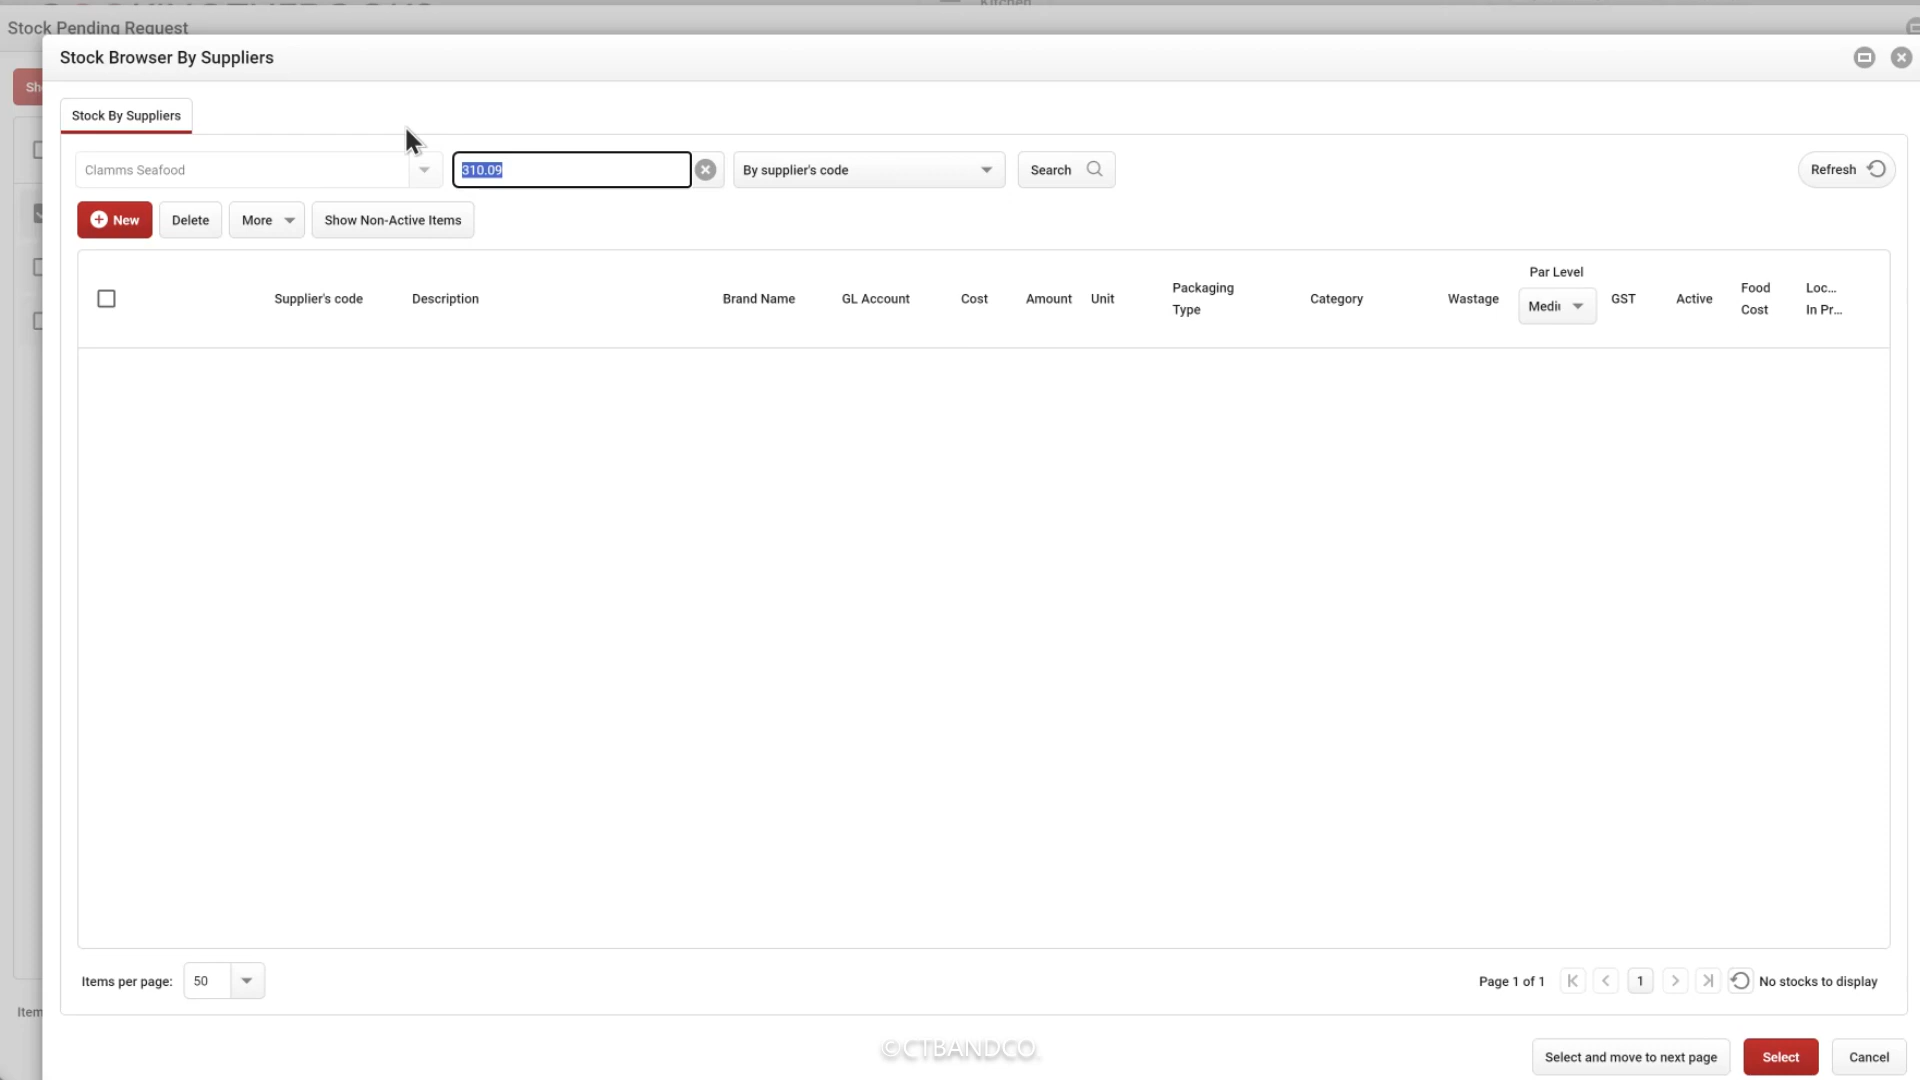 Kitchen
Stock Pending Request
Stock Browser By Suppliers
Sh
Stock By Suppliers
Clamms Seafood
310.09
By supplier's code
Search
Refresh
New
Delete
More
Show Non-Active Items
Supplier's code
Description
Brand Name
GL Account
Cost
Amount
Unit
Packaging
Type
Category
Wastage
Par Level
Medi
GST
Active
Food
Cost
Loc...
In Pr...
Items per page:
50
Page 1 of 1
1
No stocks to display
Item
©CTBANDCO.
Select and move to next page
Select
Cancel